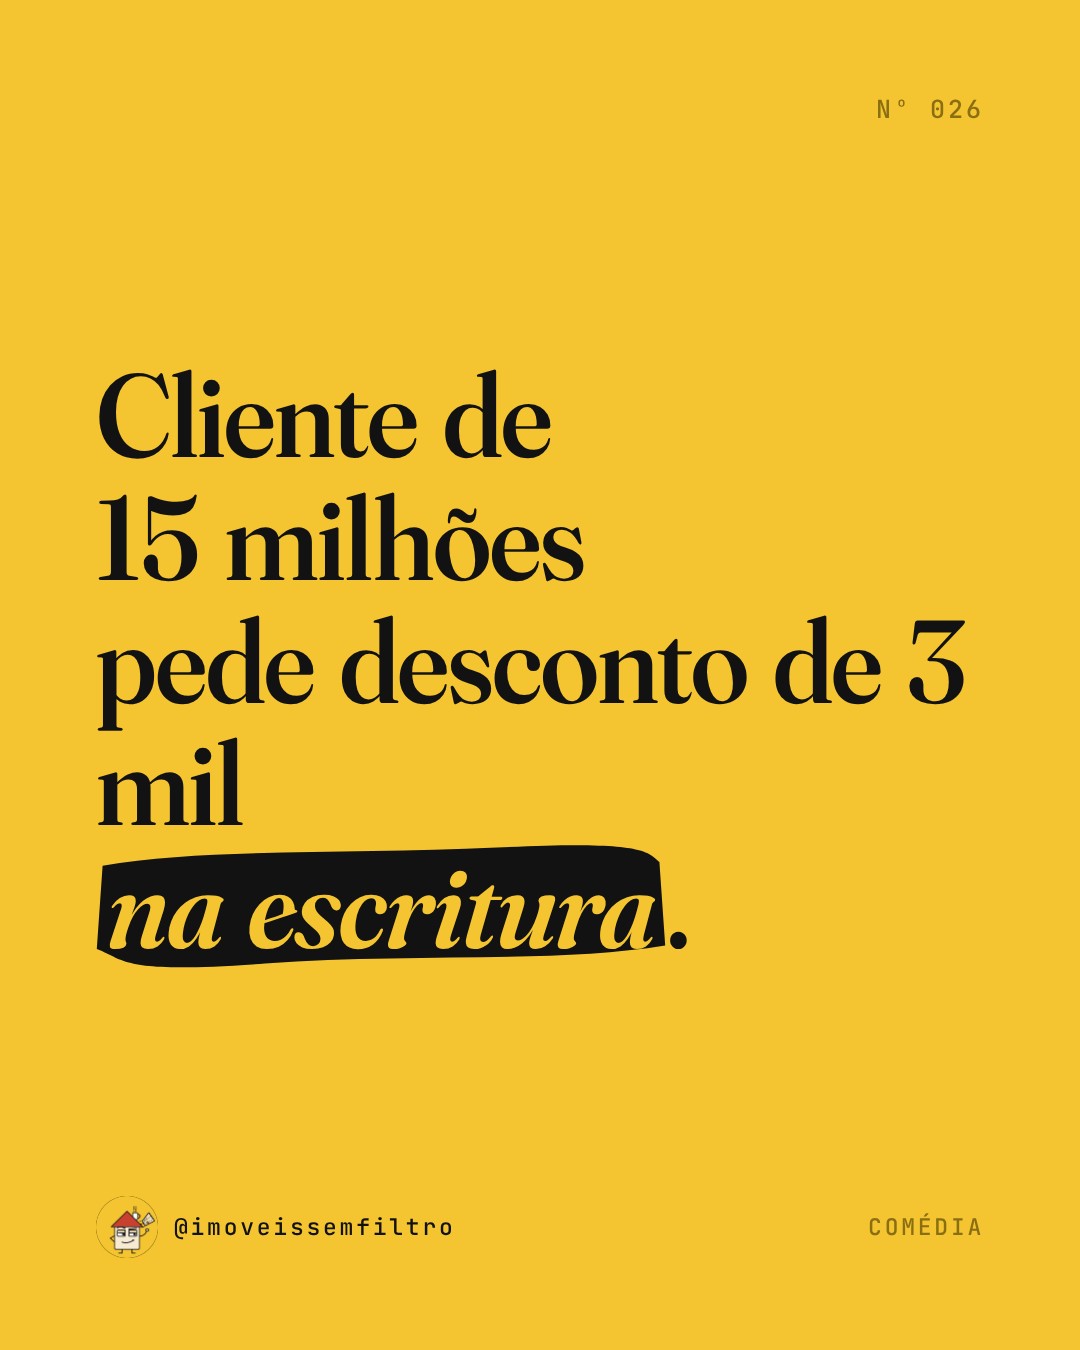 Nº 026
Cliente de
15 milhões
pede desconto de 3
mil
na escritura.
@imoveissemfiltro
COMÉDIA